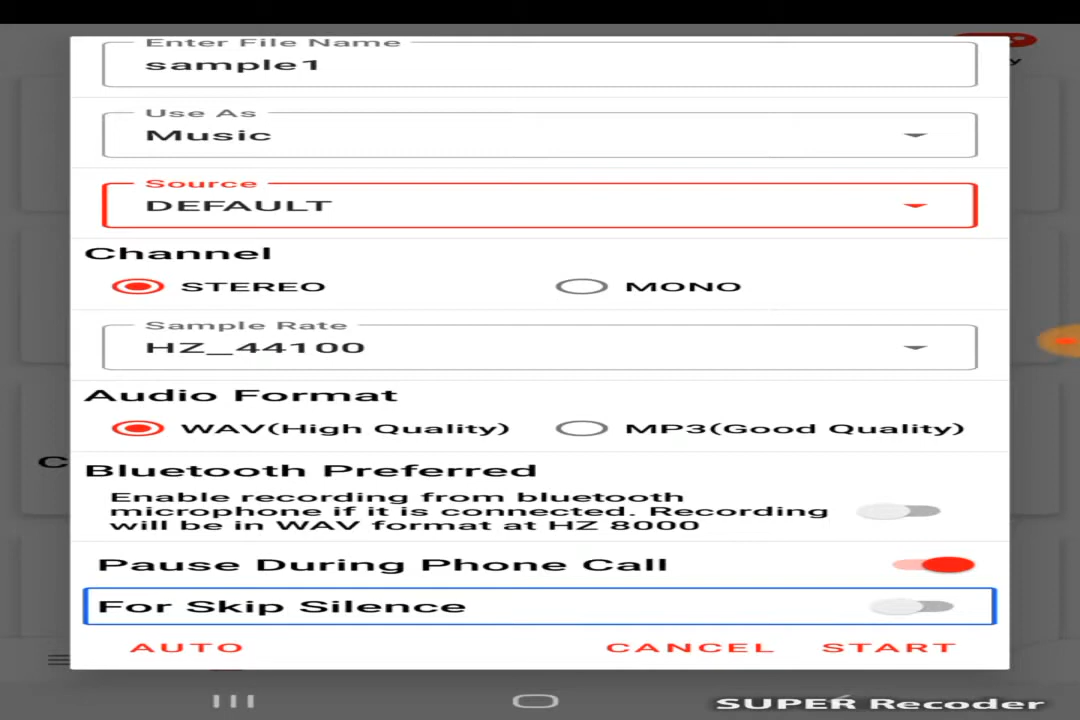 Enter File Name
sample1
Use As
Music
Source
DEFAULT
Channel
STEREO MONO
Sample Rate
HZ_44100
Audio Format
WAV(High Quality) MP3(Good Quality)
Bluetooth Preferred
Enable recording from bluetooth
microphone if it is connected. Recording
will be in WAV format at HZ 8000
Pause During Phone Call
For Skip Silence
AUTO CANCEL START
SUPER Recoder